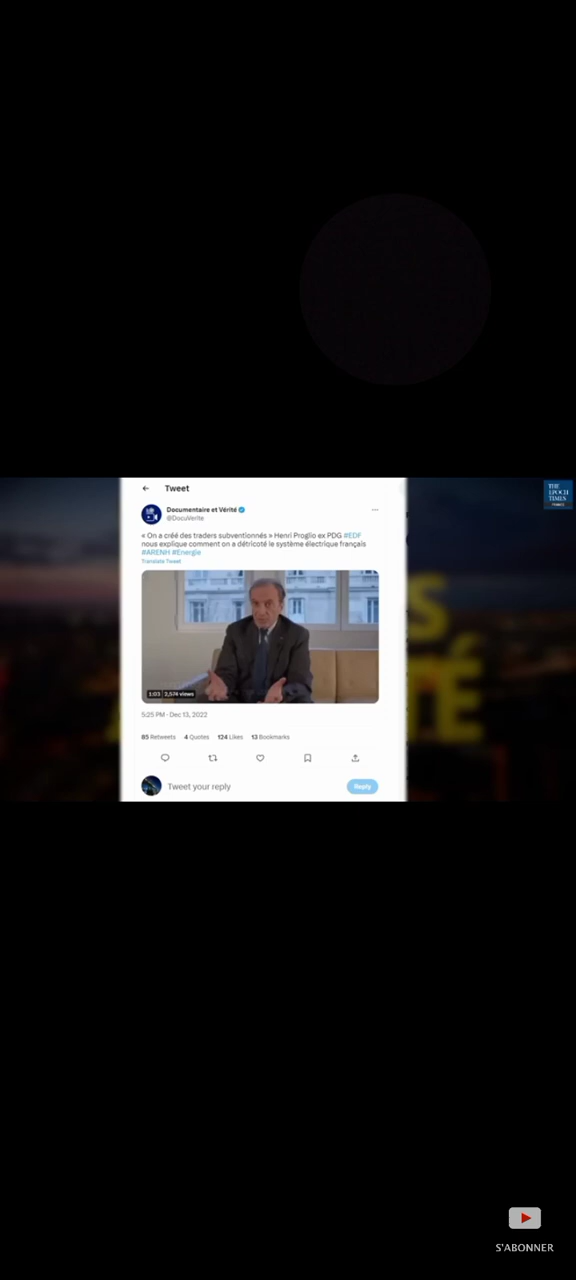 Tweet
THE
EPOCH
TIMES
FRANCE
Documentaire et Vérité
@DocuVerite
« On a créé des traders subventionnés » Henri Proglio ex PDG #EDF
nous explique comment on a détricoté le système électrique français
#ARENH #Energie
Translate Tweet
1:03 2,574 views
5:25 PM · Dec 13, 2022
85 Retweets 4 Quotes 124 Likes 13 Bookmarks
Tweet your reply
Reply
S'ABONNER